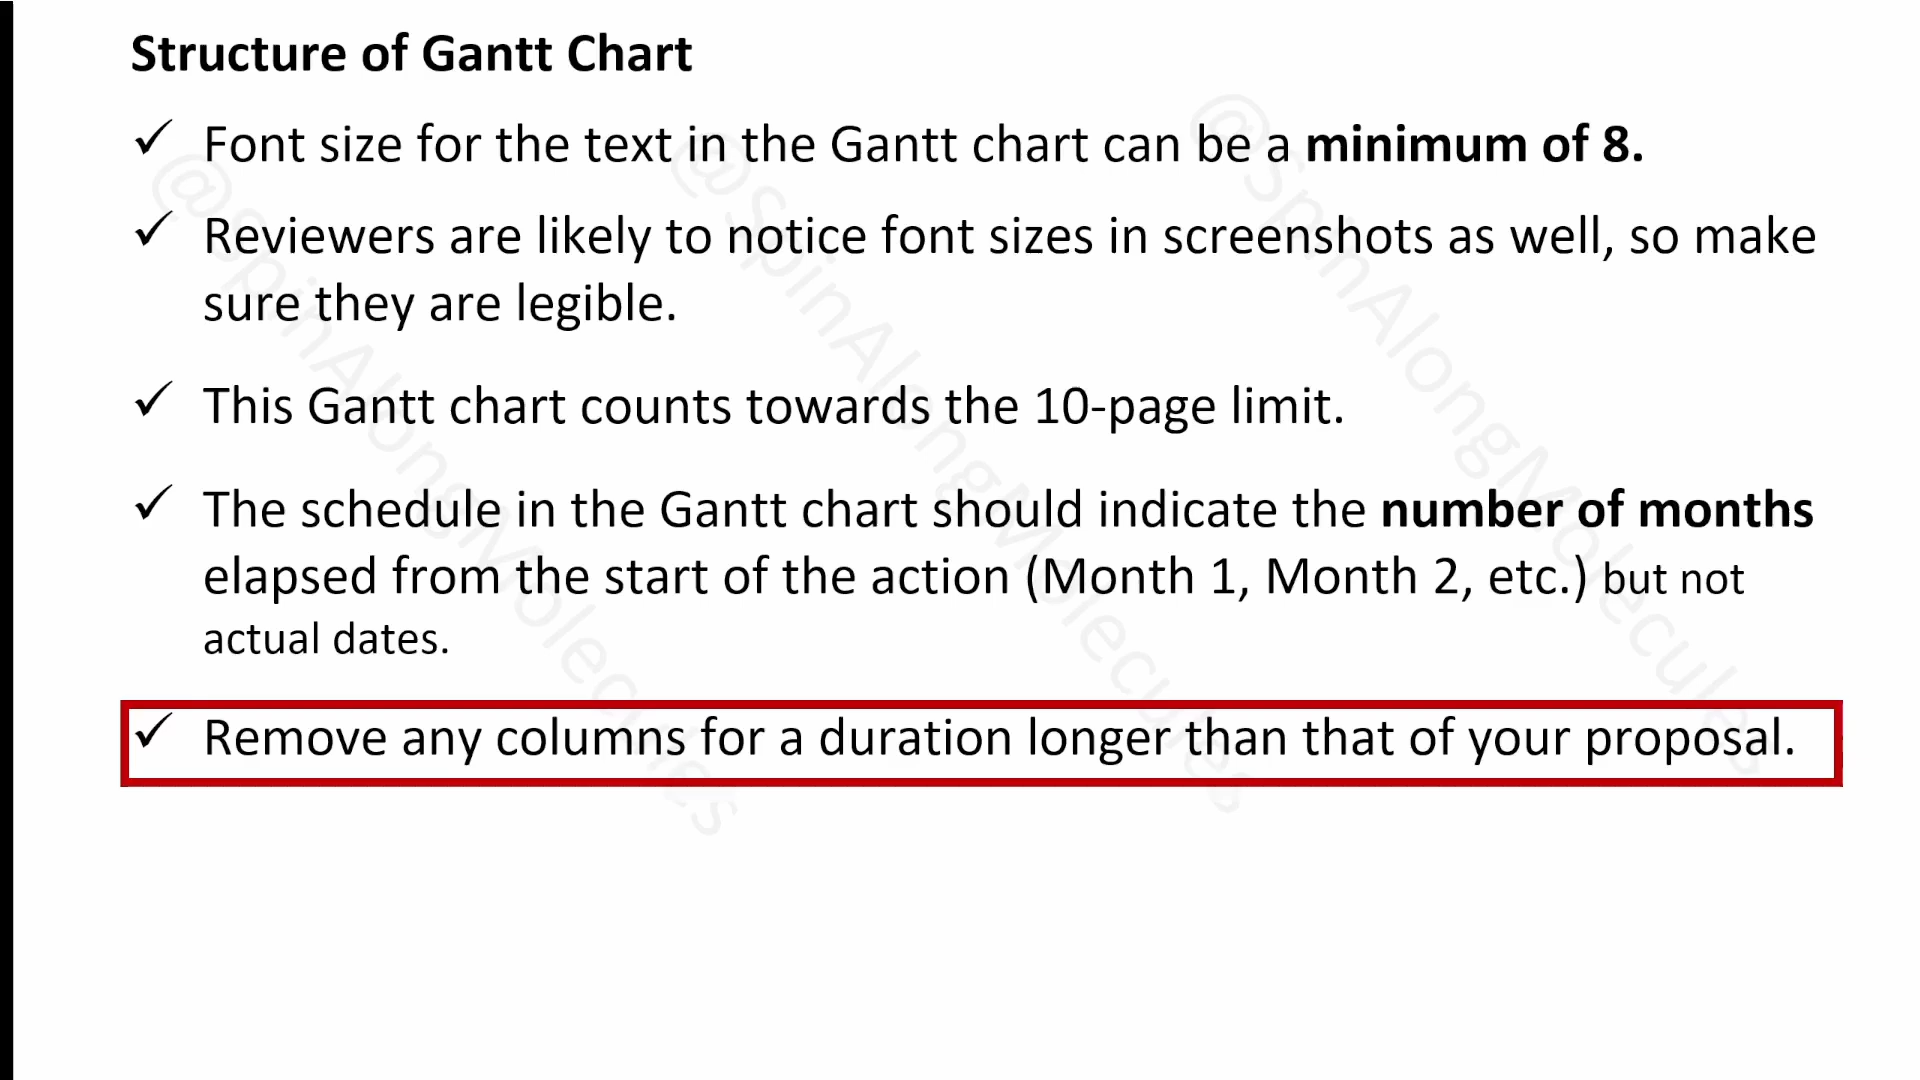 Structure of Gantt Chart
✓ Font size for the text in the Gantt chart can be a minimum of 8.
✓ Reviewers are likely to notice font sizes in screenshots as well, so make
sure they are legible.
✓ This Gantt chart counts towards the 10-page limit.
✓ The schedule in the Gantt chart should indicate the number of months
elapsed from the start of the action (Month 1, Month 2, etc.) but not
actual dates.
✓ Remove any columns for a duration longer than that of your proposal.
@SpinAlongMolecules
@SpinAlongMolecules
@SpinAlongMolecules